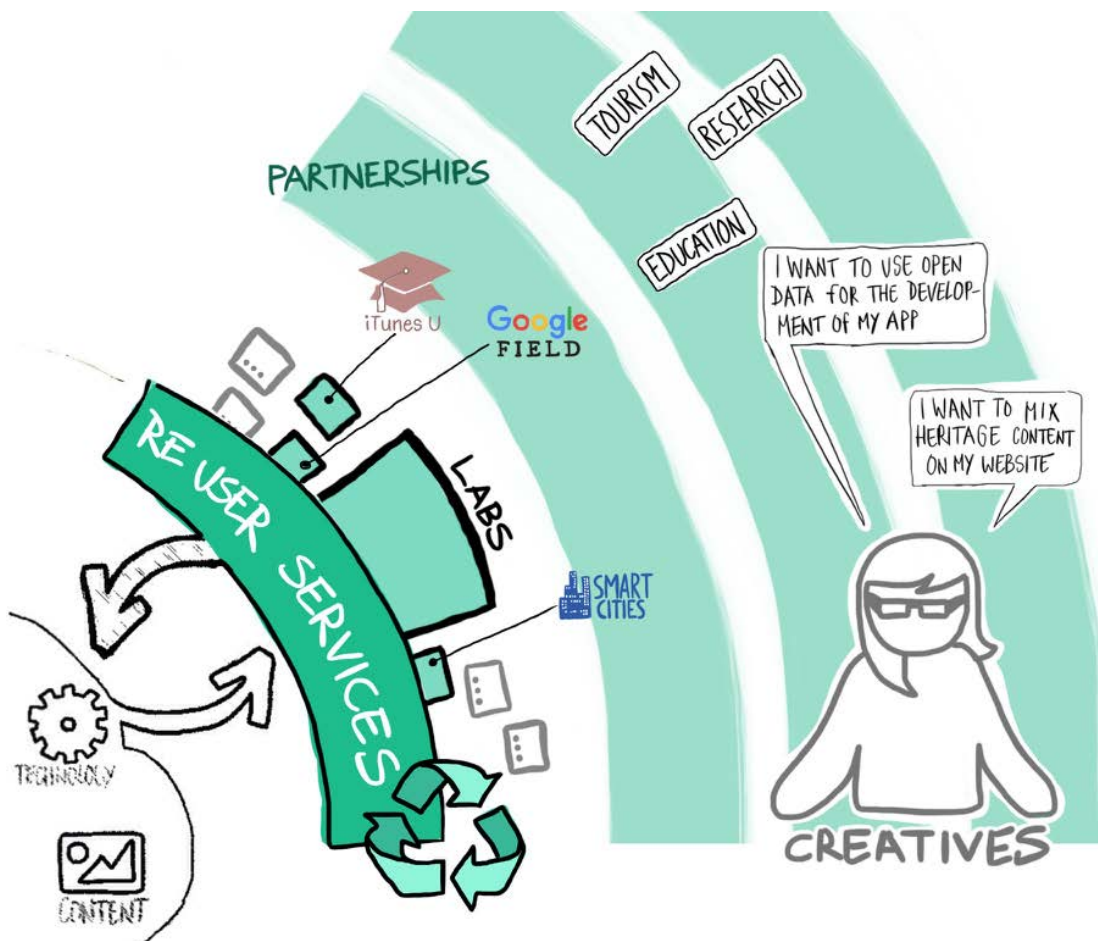 TOURISM
RESEARCH
PARTNERSHIPS
EDUCATION
I WANT TO USE OPEN
DATA FOR THE DEVELOP-
MENT OF MY APP
iTunes U
Google
FIELD
I WANT TO MIX
HERITAGE CONTENT
ON MY WEBSITE
RE USER SERVICES
LABS
SMART
CITIES
TECHNOLOGY
CONTENT
CREATIVES